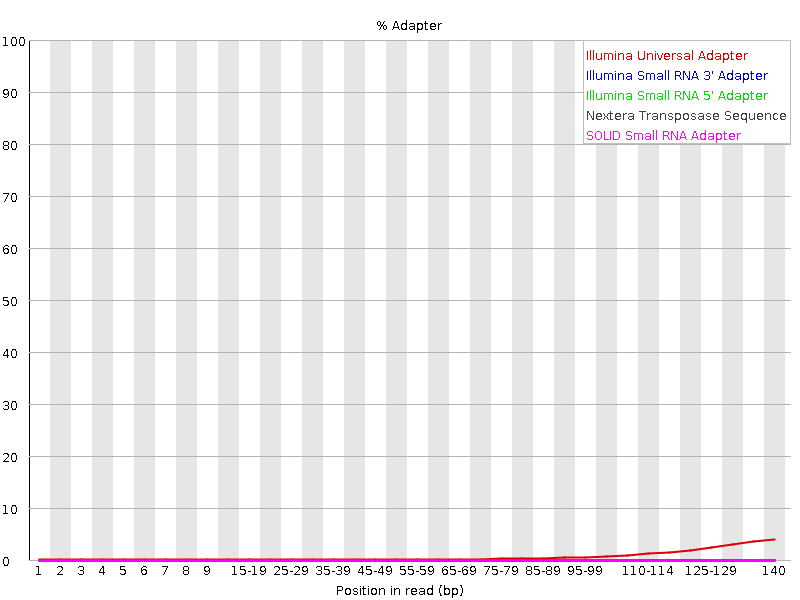 % Adapter
100
90
80
70
60
50
40
30
20
10
0
Illumina Universal Adapter
Illumina Small RNA 3' Adapter
Illumina Small RNA 5' Adapter
Nextera Transposase Sequence
SOLID Small RNA Adapter
1 2 3 4 5 6 7 8 9 15-19 25-29 35-39 45-49 55-59 65-69 75-79 85-89 95-99 110-114 125-129 140
Position in read (bp)